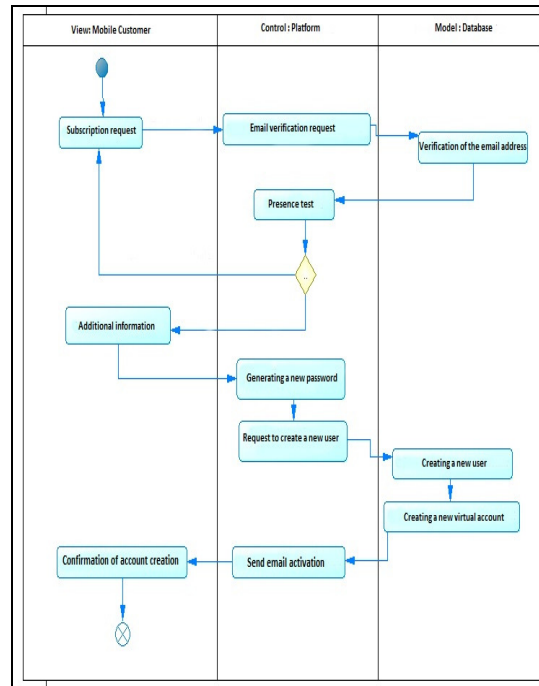 View: Mobile Customer
Control : Platform
Model : Database
Subscription request
Email verification request
Verification of the email address
Presence test
..
Additional information
Generating a new password
Request to create a new user
Creating a new user
Creating a new virtual account
Confirmation of account creation
Send email activation